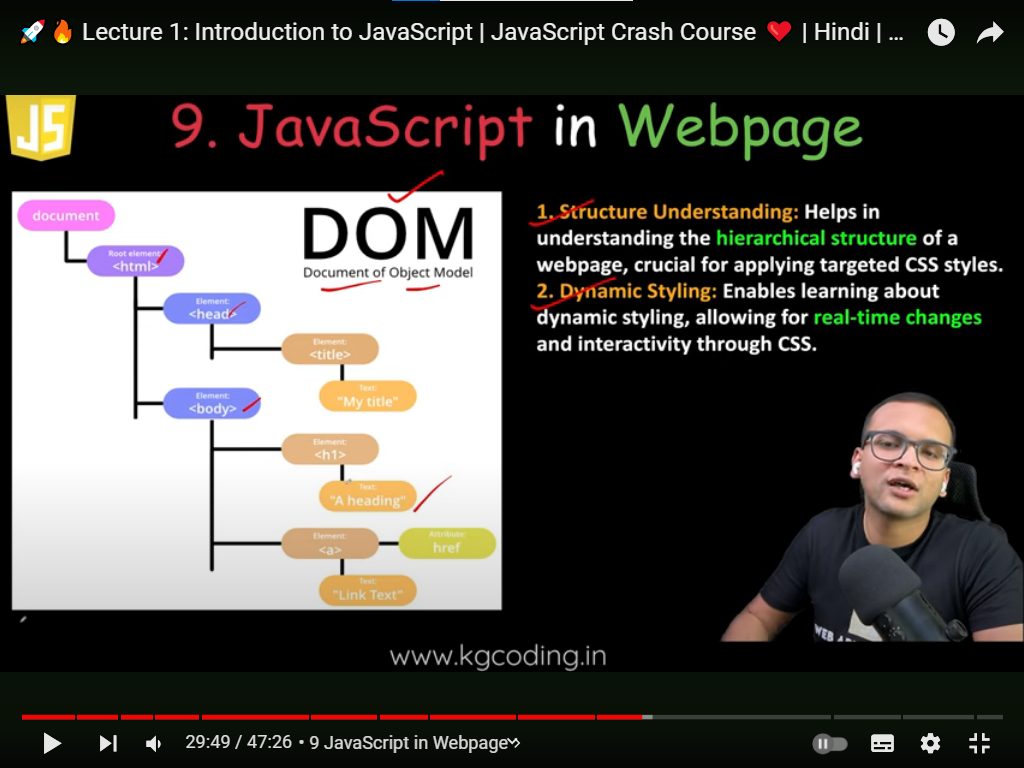 🚀🔥 Lecture 1: Introduction to JavaScript | JavaScript Crash Course ❤️ | Hindi | ...
JS
9. JavaScript in Webpage
document
DOM
Document of Object Model
Root element:
<html>
Element:
<head>
Element:
<title>
Text:
"My title"
Element:
<body>
Element:
<h1>
Text:
"A heading"
Element:
<a>
Attribute:
href
Text:
"Link Text"
1. Structure Understanding: Helps in
understanding the hierarchical structure of a
webpage, crucial for applying targeted CSS styles.
2. Dynamic Styling: Enables learning about
dynamic styling, allowing for real-time changes
and interactivity through CSS.
www.kgcoding.in
29:49 / 47:26 • 9 JavaScript in Webpage